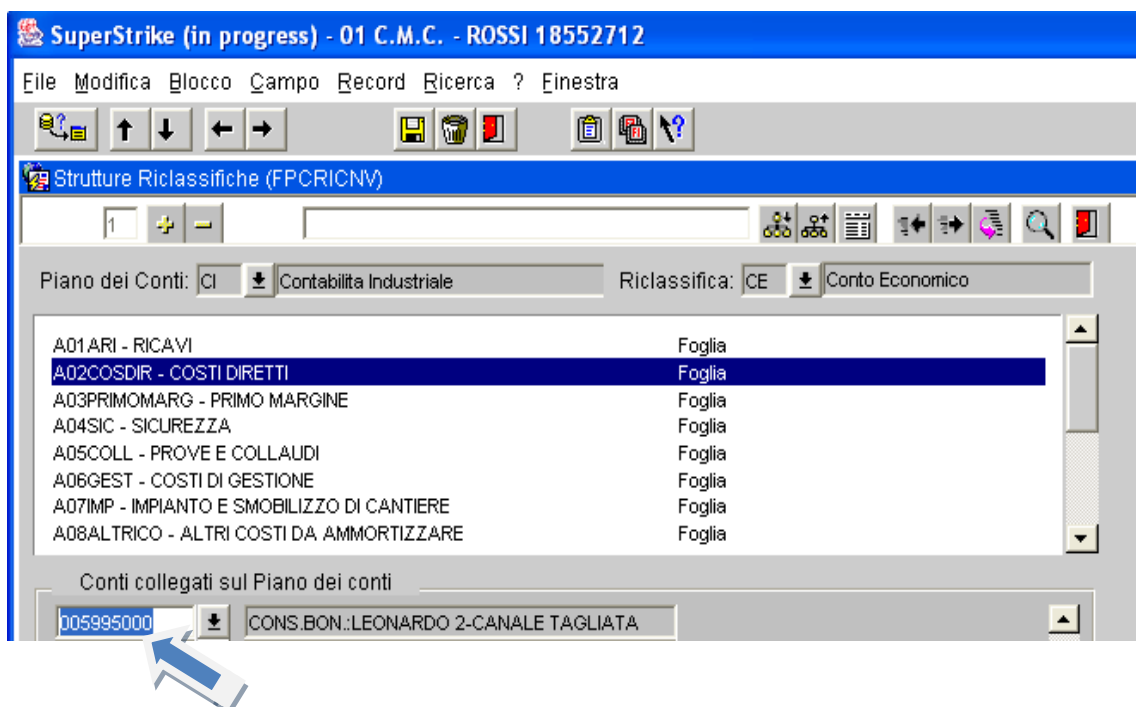 SuperStrike (in progress) - 01 C.M.C. - ROSSI 18552712
File Modifica Blocco Campo Record Ricerca ? Finestra
Strutture Riclassifiche (FPCRICNV)
1
Piano dei Conti: CI Contabilita Industriale Riclassifica: CE Conto Economico
A01ARI - RICAVI Foglia
A02COSDIR - COSTI DIRETTI Foglia
A03PRIMOMARG - PRIMO MARGINE Foglia
A04SIC - SICUREZZA Foglia
A05COLL - PROVE E COLLAUDI Foglia
A06GEST - COSTI DI GESTIONE Foglia
A07IMP - IMPIANTO E SMOBILIZZO DI CANTIERE Foglia
A08ALTRICO - ALTRI COSTI DA AMMORTIZZARE Foglia
Conti collegati sul Piano dei conti
005995000 CONS.BON.:LEONARDO 2-CANALE TAGLIATA